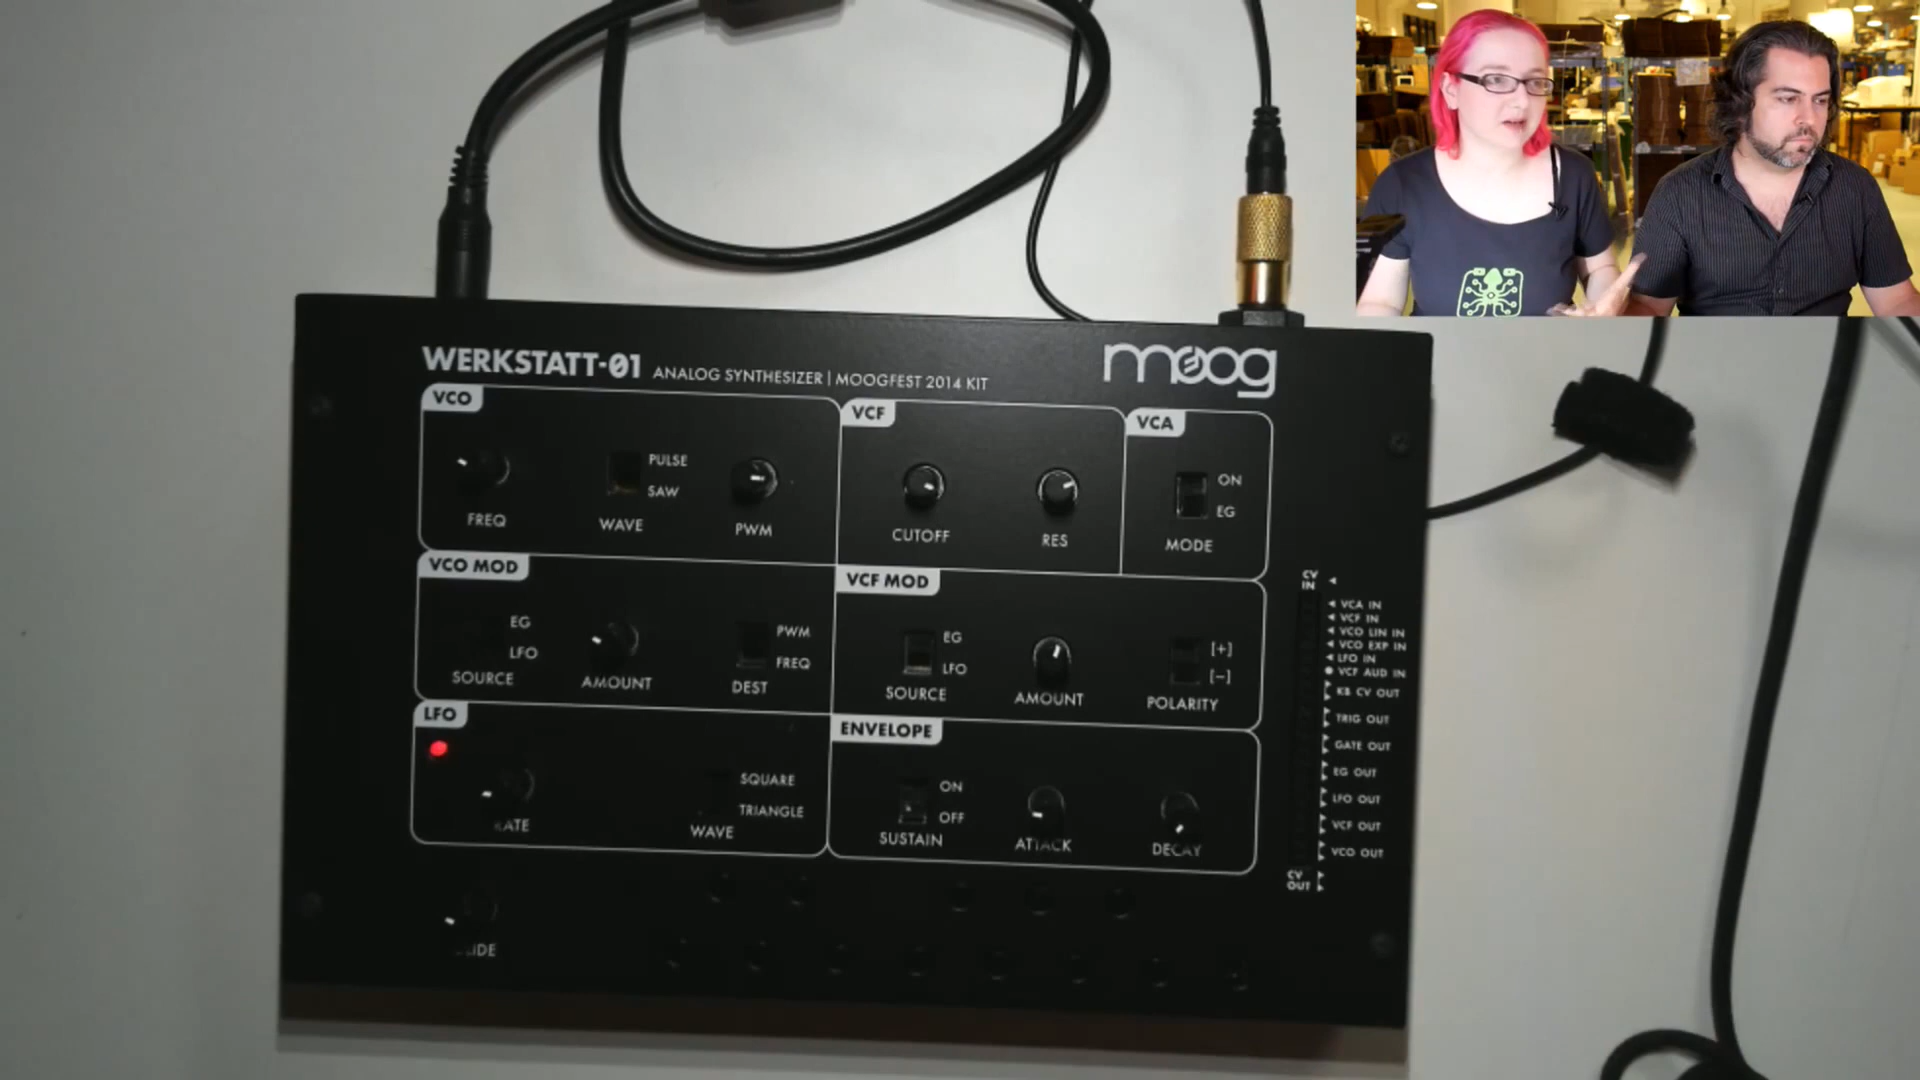 WERKSTATT-01 ANALOG SYNTHESIZER | MOOGFEST 2014 KIT
moog
VCO
PULSE
SAW
FREQ
WAVE
PWM
VCF
CUTOFF
RES
VCA
ON
EG
MODE
VCO MOD
EG
LFO
SOURCE
AMOUNT
PWM
FREQ
DEST
VCF MOD
EG
LFO
SOURCE
AMOUNT
[+]
[−]
POLARITY
LFO
RATE
SQUARE
TRIANGLE
WAVE
ENVELOPE
ON
OFF
SUSTAIN
ATTACK
DECAY
CV
IN
VCA IN
VCF IN
VCO LIN IN
VCO EXP IN
LFO IN
VCF AUD IN
KB CV OUT
TRIG OUT
GATE OUT
EG OUT
LFO OUT
VCF OUT
VCO OUT
CV
OUT